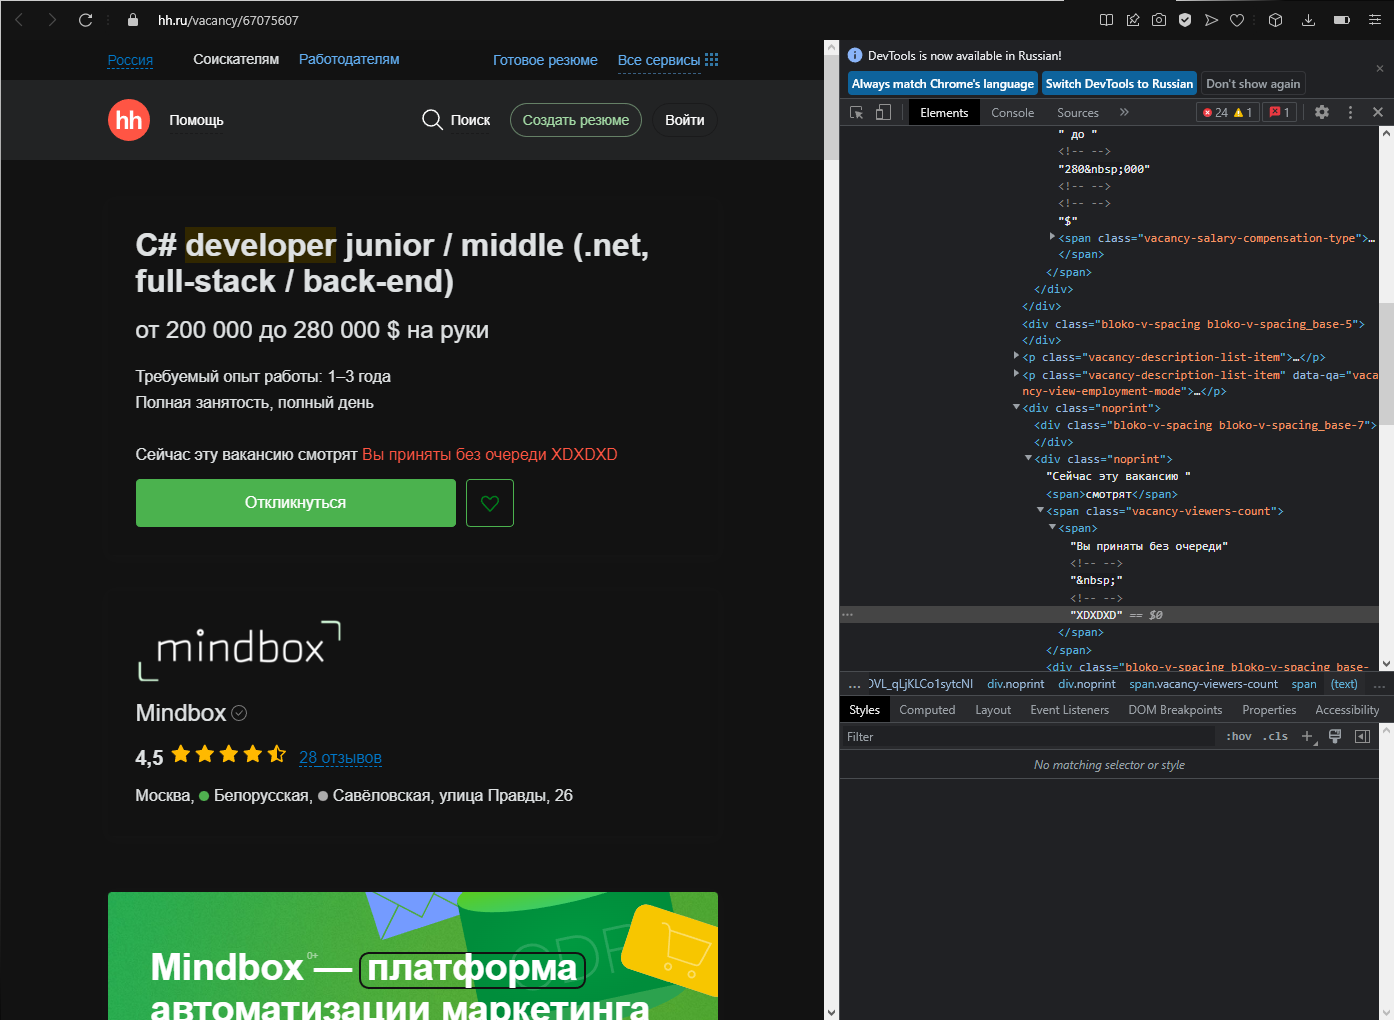 hh.ru/vacancy/67075607
Россия Соискателям Работодателям Готовое резюме Все сервисы
hh Помощь Поиск Создать резюме Войти
C# developer junior / middle (.net,
full-stack / back-end)
от 200 000 до 280 000 $ на руки
Требуемый опыт работы: 1–3 года
Полная занятость, полный день
Сейчас эту вакансию смотрят Вы приняты без очереди XDXDXD
Откликнуться
mindbox
Mindbox
4,5 28 отзывов
Москва, Белорусская, Савёловская, улица Правды, 26
Mindbox 0+ — платформа
автоматизации маркетинга
DevTools is now available in Russian!
Always match Chrome's language Switch DevTools to Russian Don't show again
Elements Console Sources 24 1 1
" до "
<!-- -->
"280&nbsp;000"
<!-- -->
<!-- -->
"$"
<span class="vacancy-salary-compensation-type">…
</span>
</span>
</div>
</div>
<div class="bloko-v-spacing bloko-v-spacing_base-5">
</div>
<p class="vacancy-description-list-item">…</p>
<p class="vacancy-description-list-item" data-qa="vaca
ncy-view-employment-mode">…</p>
<div class="noprint">
<div class="bloko-v-spacing bloko-v-spacing_base-7">
</div>
<div class="noprint">
"Сейчас эту вакансию "
<span>смотрят</span>
<span class="vacancy-viewers-count">
<span>
"Вы приняты без очереди"
<!-- -->
"&nbsp;"
<!-- -->
"XDXDXD" == $0
</span>
</span>
<div class="bloko-v-spacing bloko-v-spacing base-
… OVL_qLjKLCo1sytcNI div.noprint div.noprint span.vacancy-viewers-count span (text) …
Styles Computed Layout Event Listeners DOM Breakpoints Properties Accessibility
Filter :hov .cls
No matching selector or style